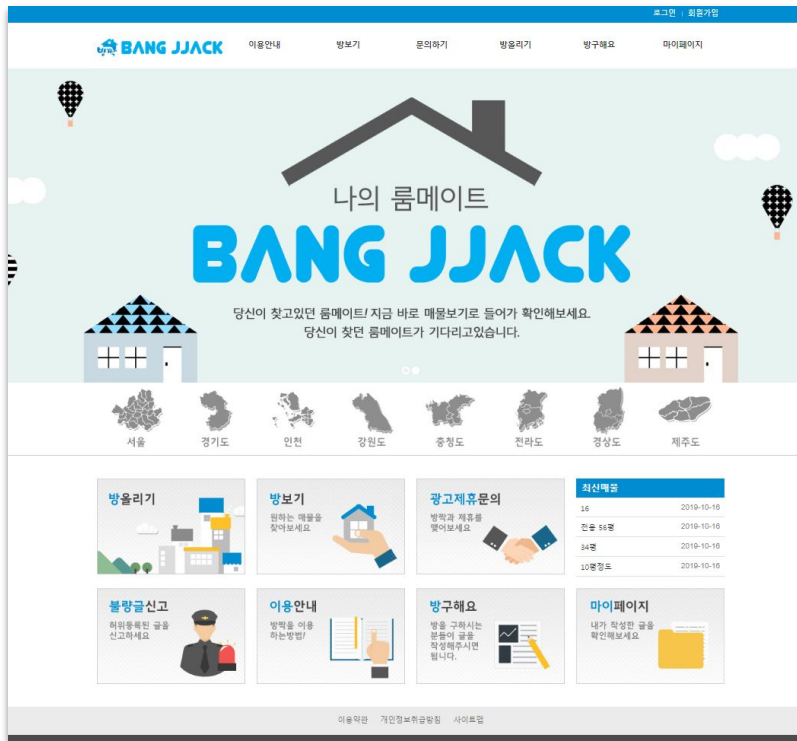 로그인 | 회원가입
방짝 BANG JJACK 이용안내 방보기 문의하기 방올리기 방구해요 마이페이지
나의 룸메이트
BANG JJACK
당신이 찾고있던 룸메이트! 지금 바로 매물보기로 들어가 확인해보세요.
당신이 찾던 룸메이트가 기다리고있습니다.
서울 경기도 인천 강원도 충청도 전라도 경상도 제주도
방올리기
방보기
원하는 매물을
찾아보세요
광고제휴문의
방짝과 제휴를
맺어보세요
최신매물
16 2019-10-16
전용 56평 2019-10-16
34평 2019-10-16
10평정도 2019-10-16
불량글신고
허위등록된 글을
신고하세요
이용안내
방짝을 이용
하는방법!
방구해요
방을 구하시는
분들이 글을
작성해주시면
됩니다.
마이페이지
내가 작성한 글을
확인해보세요
이용약관 개인정보취급방침 사이트맵